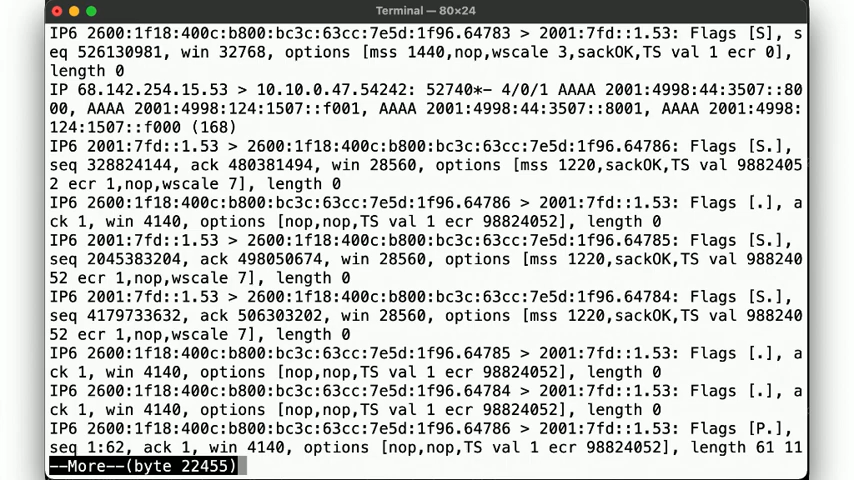 Terminal — 80×24
IP6 2600:1f18:400c:b800:bc3c:63cc:7e5d:1f96.64783 > 2001:7fd::1.53: Flags [S], s
eq 526130981, win 32768, options [mss 1440,nop,wscale 3,sackOK,TS val 1 ecr 0],
length 0
IP 68.142.254.15.53 > 10.10.0.47.54242: 52740*- 4/0/1 AAAA 2001:4998:44:3507::80
00, AAAA 2001:4998:124:1507::f001, AAAA 2001:4998:44:3507::8001, AAAA 2001:4998:
124:1507::f000 (168)
IP6 2001:7fd::1.53 > 2600:1f18:400c:b800:bc3c:63cc:7e5d:1f96.64786: Flags [S.],
seq 328824144, ack 480381494, win 28560, options [mss 1220,sackOK,TS val 9882405
2 ecr 1,nop,wscale 7], length 0
IP6 2600:1f18:400c:b800:bc3c:63cc:7e5d:1f96.64786 > 2001:7fd::1.53: Flags [.], a
ck 1, win 4140, options [nop,nop,TS val 1 ecr 98824052], length 0
IP6 2001:7fd::1.53 > 2600:1f18:400c:b800:bc3c:63cc:7e5d:1f96.64785: Flags [S.],
seq 2045383204, ack 498050674, win 28560, options [mss 1220,sackOK,TS val 988240
52 ecr 1,nop,wscale 7], length 0
IP6 2001:7fd::1.53 > 2600:1f18:400c:b800:bc3c:63cc:7e5d:1f96.64784: Flags [S.],
seq 4179733632, ack 506303202, win 28560, options [mss 1220,sackOK,TS val 988240
52 ecr 1,nop,wscale 7], length 0
IP6 2600:1f18:400c:b800:bc3c:63cc:7e5d:1f96.64785 > 2001:7fd::1.53: Flags [.], a
ck 1, win 4140, options [nop,nop,TS val 1 ecr 98824052], length 0
IP6 2600:1f18:400c:b800:bc3c:63cc:7e5d:1f96.64784 > 2001:7fd::1.53: Flags [.], a
ck 1, win 4140, options [nop,nop,TS val 1 ecr 98824052], length 0
IP6 2600:1f18:400c:b800:bc3c:63cc:7e5d:1f96.64786 > 2001:7fd::1.53: Flags [P.],
seq 1:62, ack 1, win 4140, options [nop,nop,TS val 1 ecr 98824052], length 61 11
--More--(byte 22455)